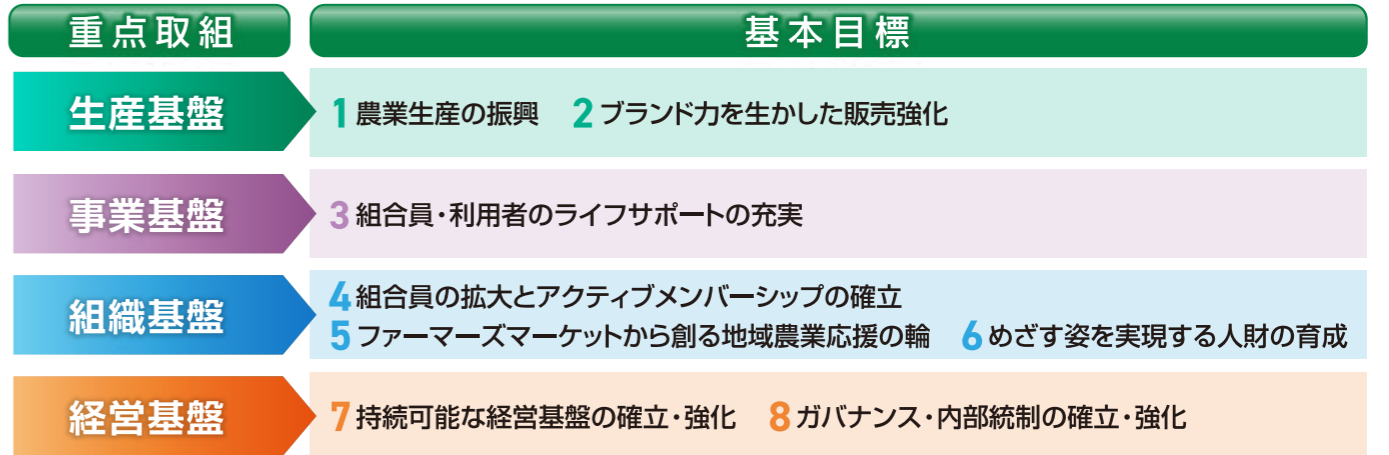 重点取組 基本目標
生産基盤 1 農業生産の振興 2 ブランド力を生かした販売強化
事業基盤 3 組合員・利用者のライフサポートの充実
組織基盤 4 組合員の拡大とアクティブメンバーシップの確立
5 ファーマーズマーケットから創る地域農業応援の輪 6 めざす姿を実現する人財の育成
経営基盤 7 持続可能な経営基盤の確立・強化 8 ガバナンス・内部統制の確立・強化